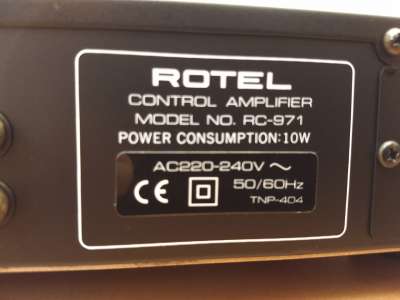 ROTEL
CONTROL AMPLIFIER
MODEL NO. RC-971
POWER CONSUMPTION:10W
AC220-240V ~
CE 50/60Hz
TNP-404